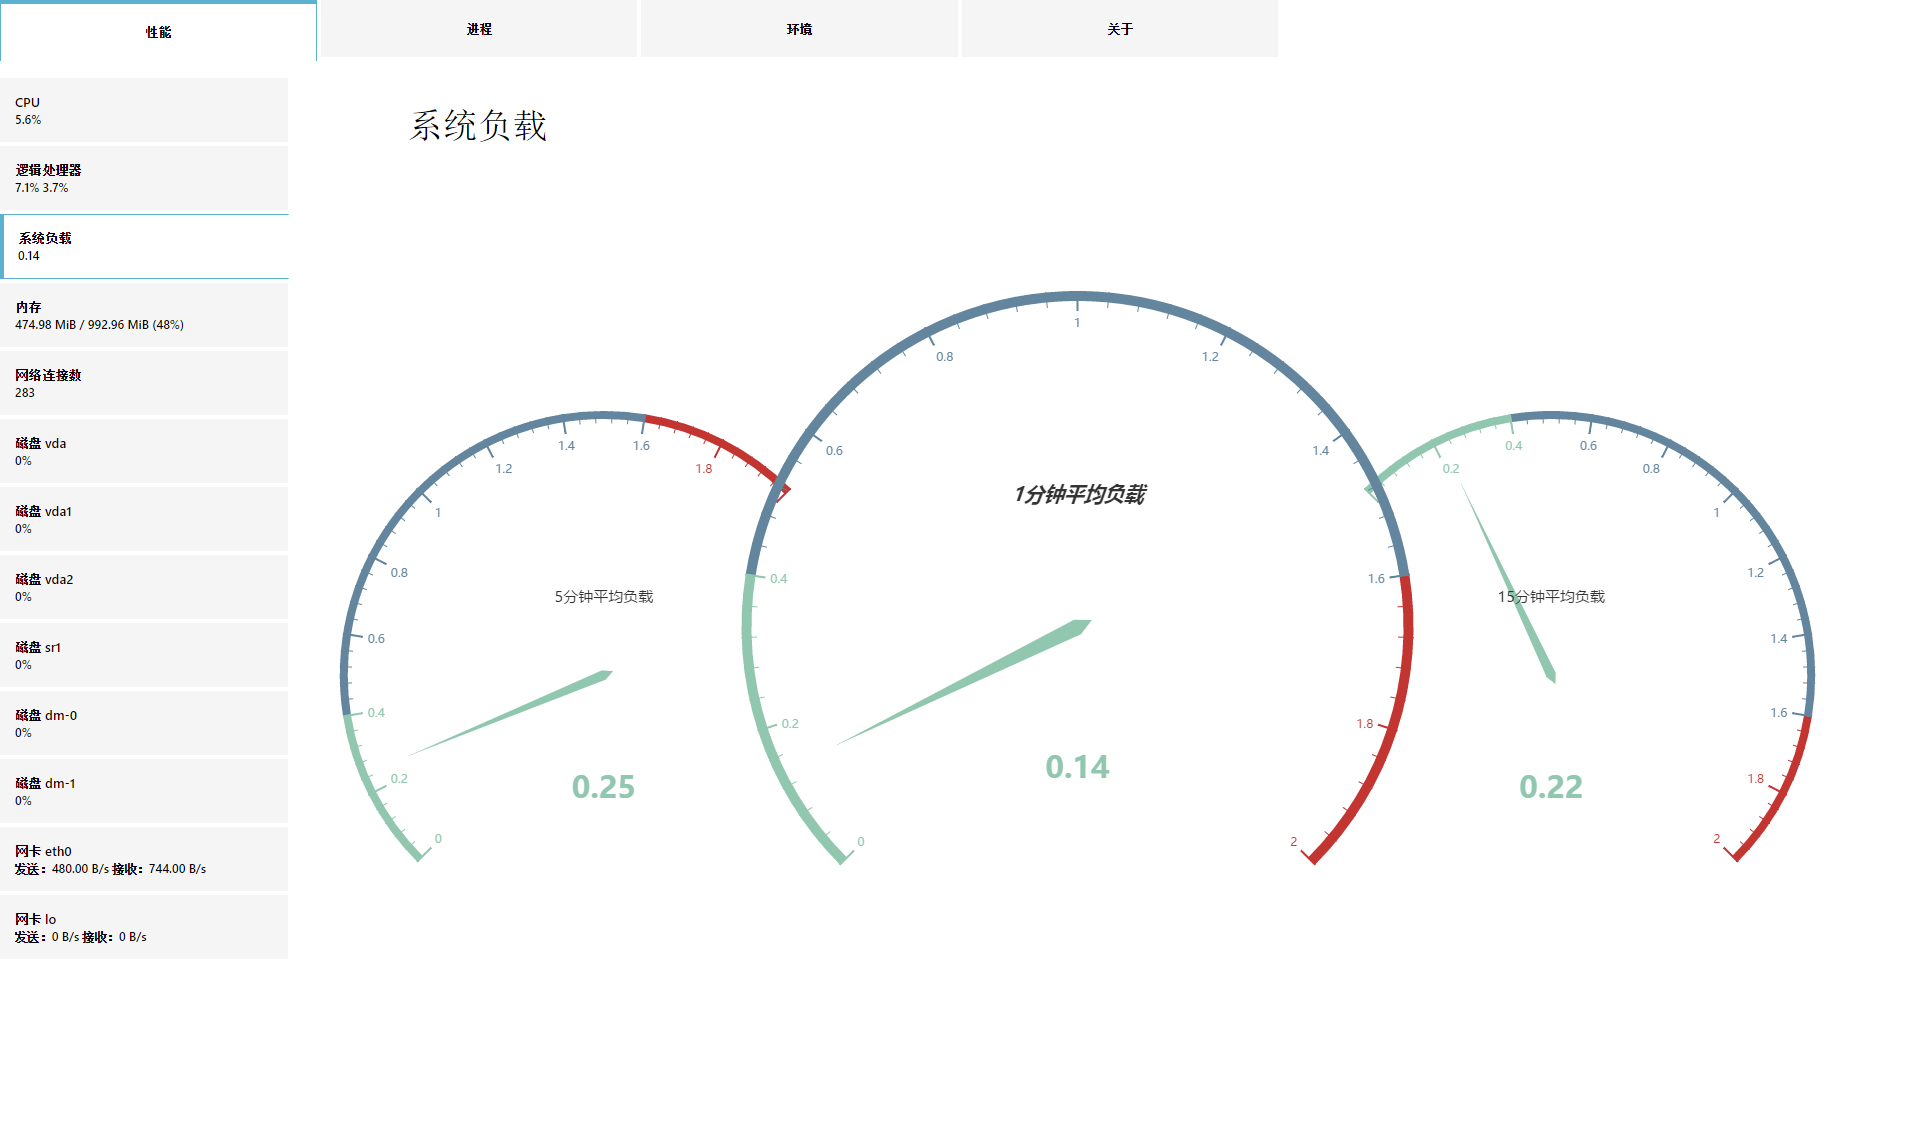 性能
进程
环境
关于
CPU
5.6%
逻辑处理器
7.1% 3.7%
系统负载
0.14
内存
474.98 MiB / 992.96 MiB (48%)
网络连接数
283
磁盘 vda
0%
磁盘 vda1
0%
磁盘 vda2
0%
磁盘 sr1
0%
磁盘 dm-0
0%
磁盘 dm-1
0%
网卡 eth0
发送：480.00 B/s 接收：744.00 B/s
网卡 lo
发送：0 B/s 接收：0 B/s
系统负载
0
0.2
0.4
0.6
0.8
1
1.2
1.4
1.6
1.8
5分钟平均负载
0.25
0
0.2
0.4
0.6
0.8
1
1.2
1.4
1.6
1.8
2
1分钟平均负载
0.14
0.2
0.4
0.6
0.8
1
1.2
1.4
1.6
1.8
2
15分钟平均负载
0.22